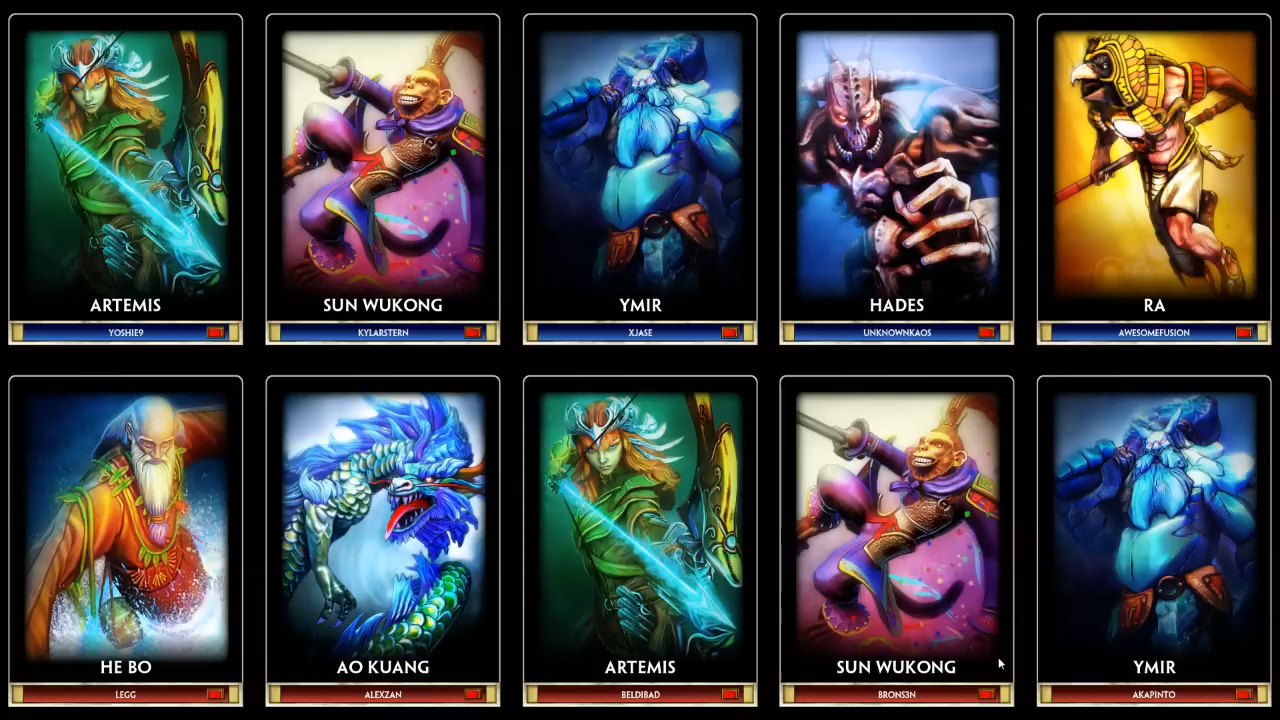 ARTEMIS
YOSHIE9
SUN WUKONG
KYLARSTERN
YMIR
XJASE
HADES
UNKNOWNKAOS
RA
AWESOMEFUSION
HE BO
LEGG
AO KUANG
ALEXZAN
ARTEMIS
BELDIBAD
SUN WUKONG
BRONS3N
YMIR
AKAPINTO